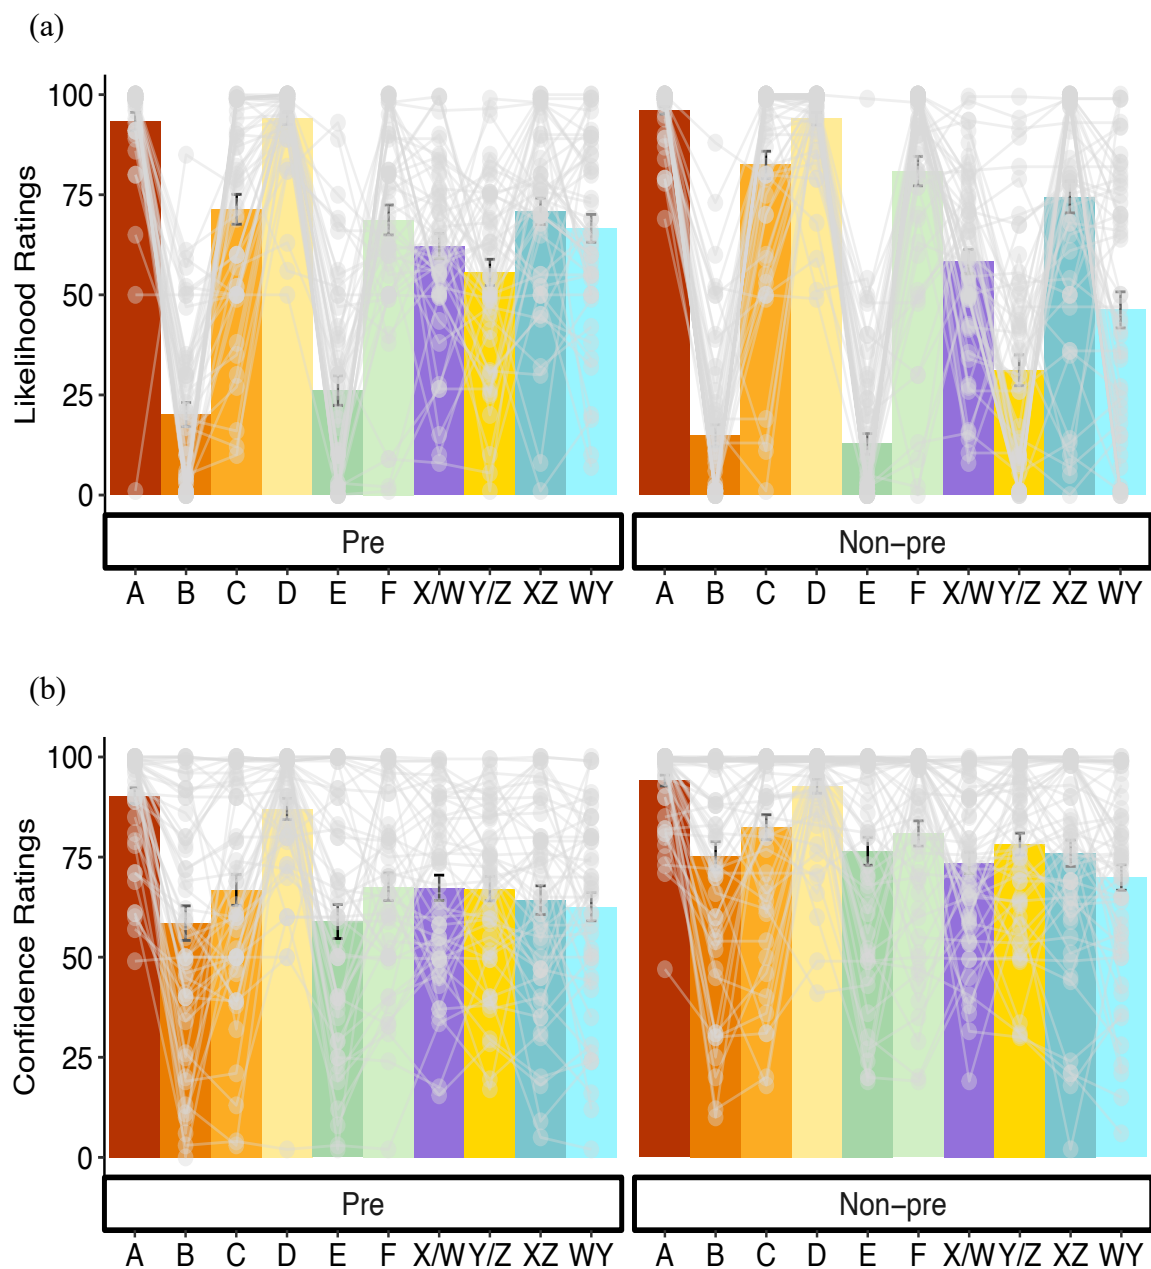 (a)
Likelihood Ratings
100
75
50
25
0
Pre
Non−pre
A B C D E F X/W Y/Z XZ WY
A B C D E F X/W Y/Z XZ WY
(b)
Confidence Ratings
100
75
50
25
0
Pre
Non−pre
A B C D E F X/W Y/Z XZ WY
A B C D E F X/W Y/Z XZ WY